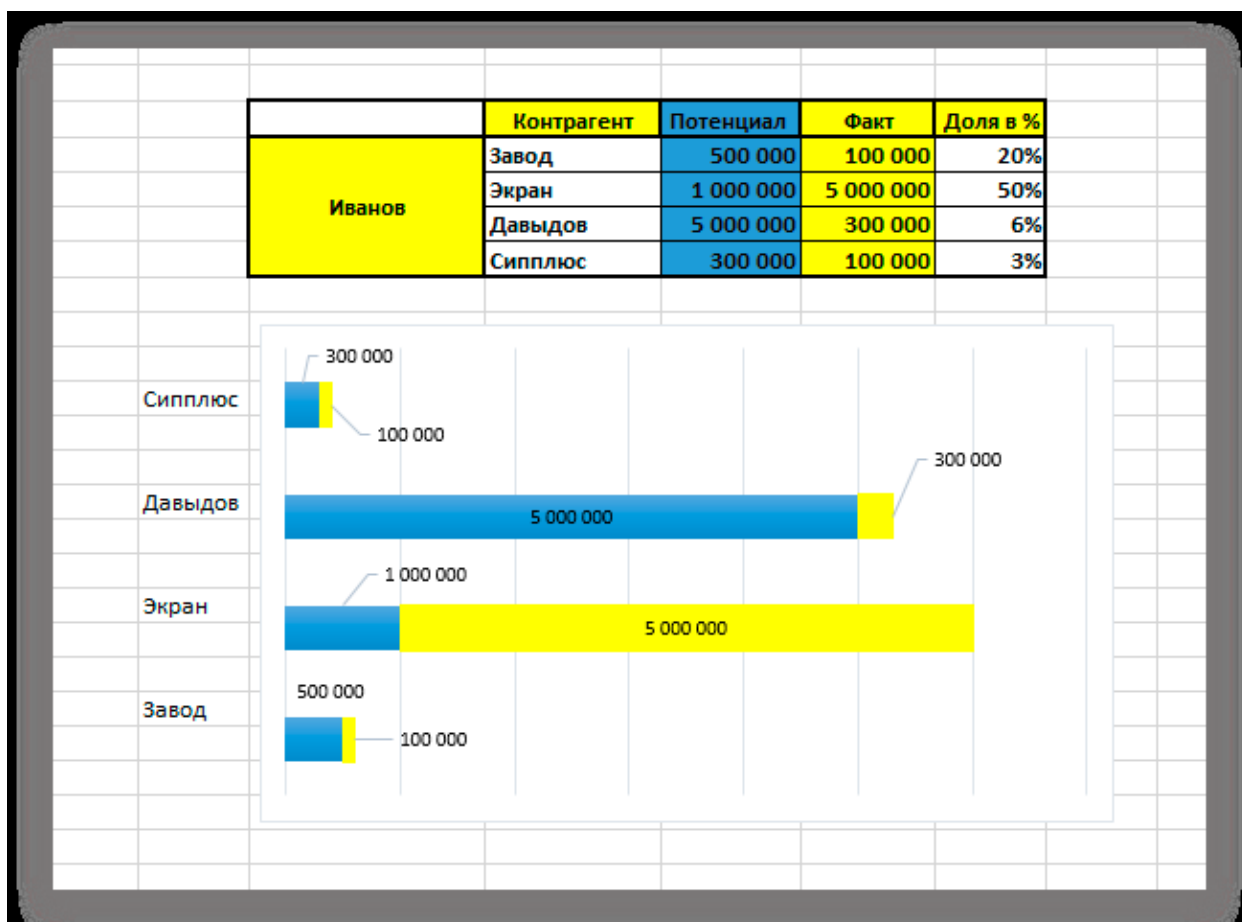 Контрагент Потенциал Факт Доля в %
Завод 500 000 100 000 20%
Иванов
Экран 1 000 000 5 000 000 50%
Давыдов 5 000 000 300 000 6%
Сипплюс 300 000 100 000 3%
300 000
Сипплюс
100 000
300 000
Давыдов
5 000 000
1 000 000
Экран
5 000 000
500 000
Завод
100 000